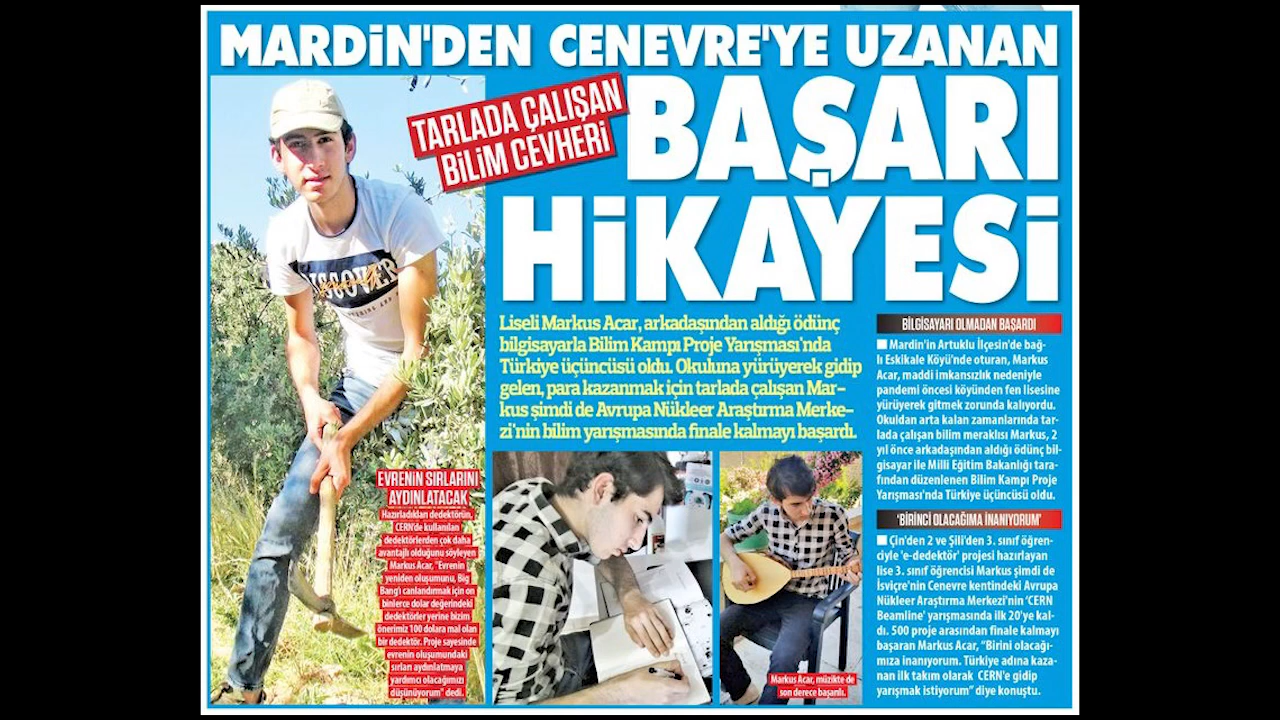 MARDiN'DEN CENEVRE'YE UZANAN
BAŞARI
HiKAYESi
TARLADA ÇALIŞAN
BİLİM CEVHERİ
DISCOVER
Liseli Markus Acar, arkadaşından aldığı ödünç
bilgisayarla Bilim Kampı Proje Yarışması'nda
Türkiye üçüncüsü oldu. Okuluna yürüyerek gidip
gelen, para kazanmak için tarlada çalışan Mar-
kus şimdi de Avrupa Nükleer Araştırma Merke-
zi'nin bilim yarışmasında finale kalmayı başardı.
EVRENİN SIRLARINI
AYDINLATACAK
Hazırladıkları dedektörün,
CERN'de kullanılan
dedektörlerden çok daha
avantajlı olduğunu söyleyen
Markus Acar, "Evrenin
yeniden oluşumunu, Big
Bang'i canlandırmak için on
binlerce dolar değerindeki
dedektörler yerine bizim
önerimiz 100 dolara mal olan
bir dedektör. Proje sayesinde
evrenin oluşumundaki
sırları aydınlatmaya
yardımcı olacağımızı
düşünüyorum" dedi.
Markus Acar, müzikte de
son derece başarılı.
BİLGİSAYARI OLMADAN BAŞARDI
Mardin'in Artuklu İlçesin'de bağ-
lı Eskikale Köyü'nde oturan, Markus
Acar, maddi imkansızlık nedeniyle
pandemi öncesi köyünden fen lisesine
yürüyerek gitmek zorunda kalıyordu.
Okuldan arta kalan zamanlarında tar-
lada çalışan bilim meraklısı Markus, 2
yıl önce arkadaşından aldığı ödünç bil-
gisayar ile Milli Eğitim Bakanlığı tara-
fından düzenlenen Bilim Kampı Proje
Yarışması'nda Türkiye üçüncüsü oldu.
'BİRİNCİ OLACAĞIMA İNANIYORUM'
Çin'den 2 ve Şili'den 3. sınıf öğren-
ciyle 'e-dedektör' projesi hazırlayan
lise 3. sınıf öğrencisi Markus şimdi de
İsviçre'nin Cenevre kentindeki Avrupa
Nükleer Araştırma Merkezi'nin 'CERN
Beamline' yarışmasında ilk 20'ye kal-
dı. 500 proje arasından finale kalmayı
başaran Markus Acar, "Birini olacağı-
mıza inanıyorum. Türkiye adına kaza-
nan ilk takım olarak CERN'e gidip
yarışmak istiyorum" diye konuştu.